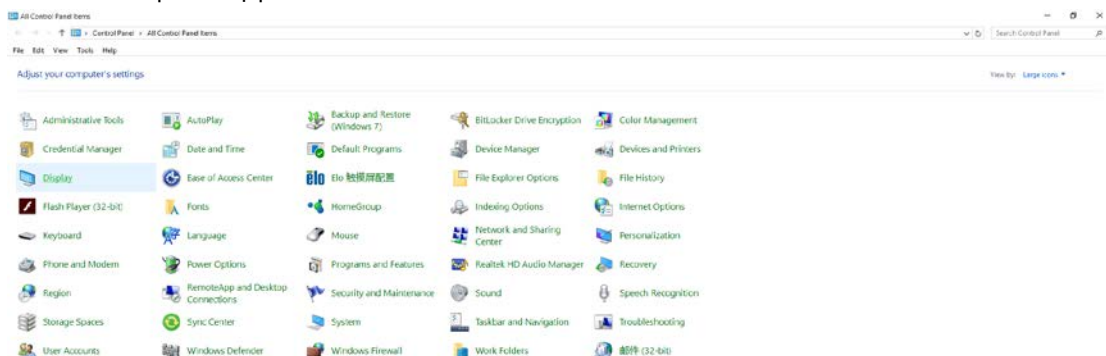 All Control Panel Items
Control Panel › All Control Panel Items
Search Control Panel
File Edit View Tools Help
Adjust your computer's settings
View by: Large icons
Administrative Tools
AutoPlay
Backup and Restore
(Windows 7)
BitLocker Drive Encryption
Color Management
Credential Manager
Date and Time
Default Programs
Device Manager
Devices and Printers
Display
Ease of Access Center
elo Elo 触摸屏配置
File Explorer Options
File History
Flash Player (32-bit)
Fonts
HomeGroup
Indexing Options
Internet Options
Keyboard
Language
Mouse
Network and Sharing
Center
Personalization
Phone and Modem
Power Options
Programs and Features
Realtek HD Audio Manager
Recovery
Region
RemoteApp and Desktop
Connections
Security and Maintenance
Sound
Speech Recognition
Storage Spaces
Sync Center
System
Taskbar and Navigation
Troubleshooting
User Accounts
Windows Defender
Windows Firewall
Work Folders
邮件 (32-bit)